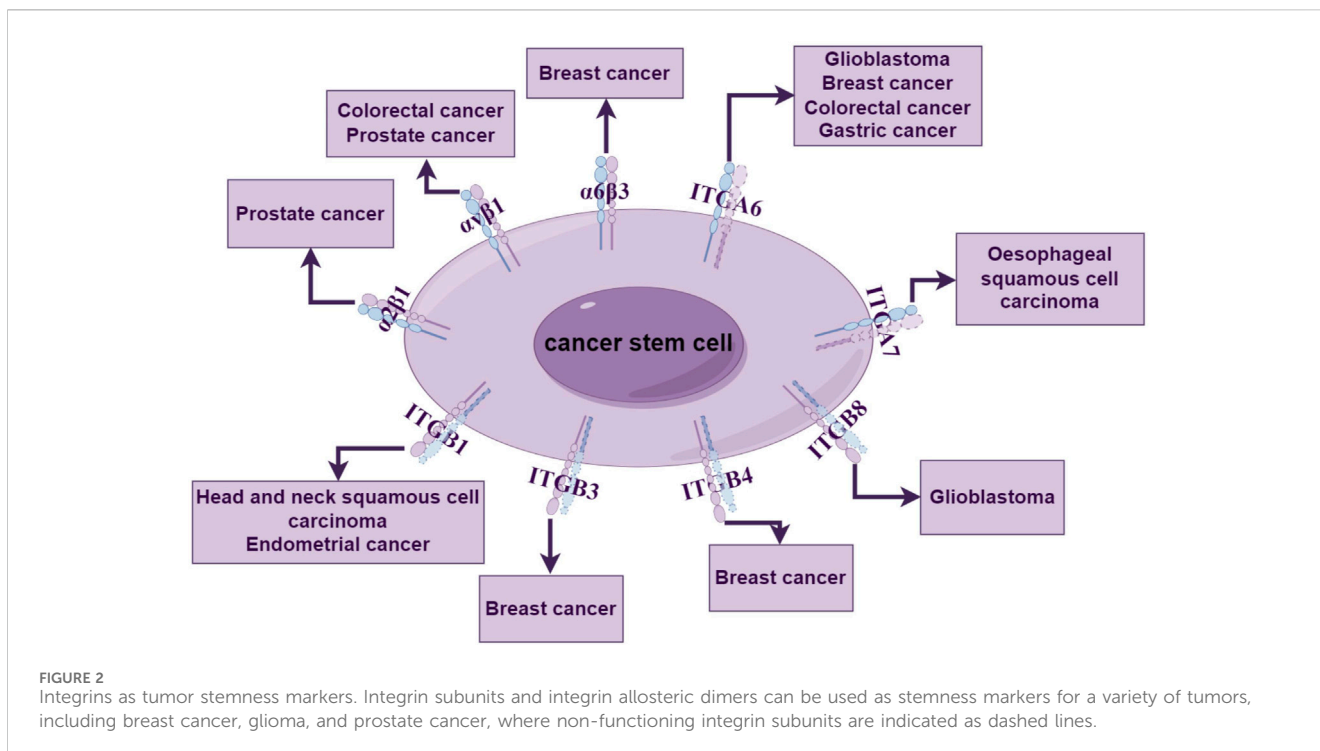 Breast cancer
Glioblastoma
Breast cancer
Colorectal cancer
Gastric cancer
Colorectal cancer
Prostate cancer
Prostate cancer
Oesophageal
squamous cell
carcinoma
α2β1
αvβ1
α6β3
ITGA6
ITGA7
cancer stem cell
ITGB1
ITGB3
ITGB4
ITGB8
Head and neck squamous cell
carcinoma
Endometrial cancer
Breast cancer
Breast cancer
Glioblastoma
FIGURE 2
Integrins as tumor stemness markers. Integrin subunits and integrin allosteric dimers can be used as stemness markers for a variety of tumors,
including breast cancer, glioma, and prostate cancer, where non-functioning integrin subunits are indicated as dashed lines.